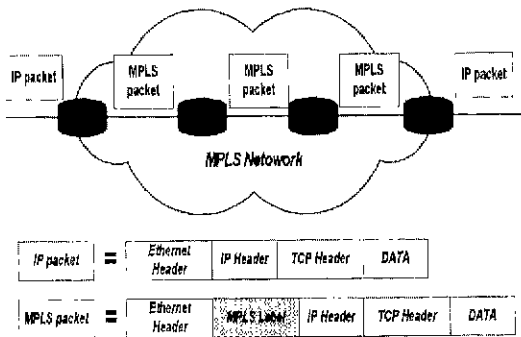 IP packet
MPLS packet
MPLS packet
MPLS packet
IP packet
MPLS Netowork
IP packet = Ethernet Header IP Header TCP Header DATA
MPLS packet = Ethernet Header MPLS Label IP Header TCP Header DATA